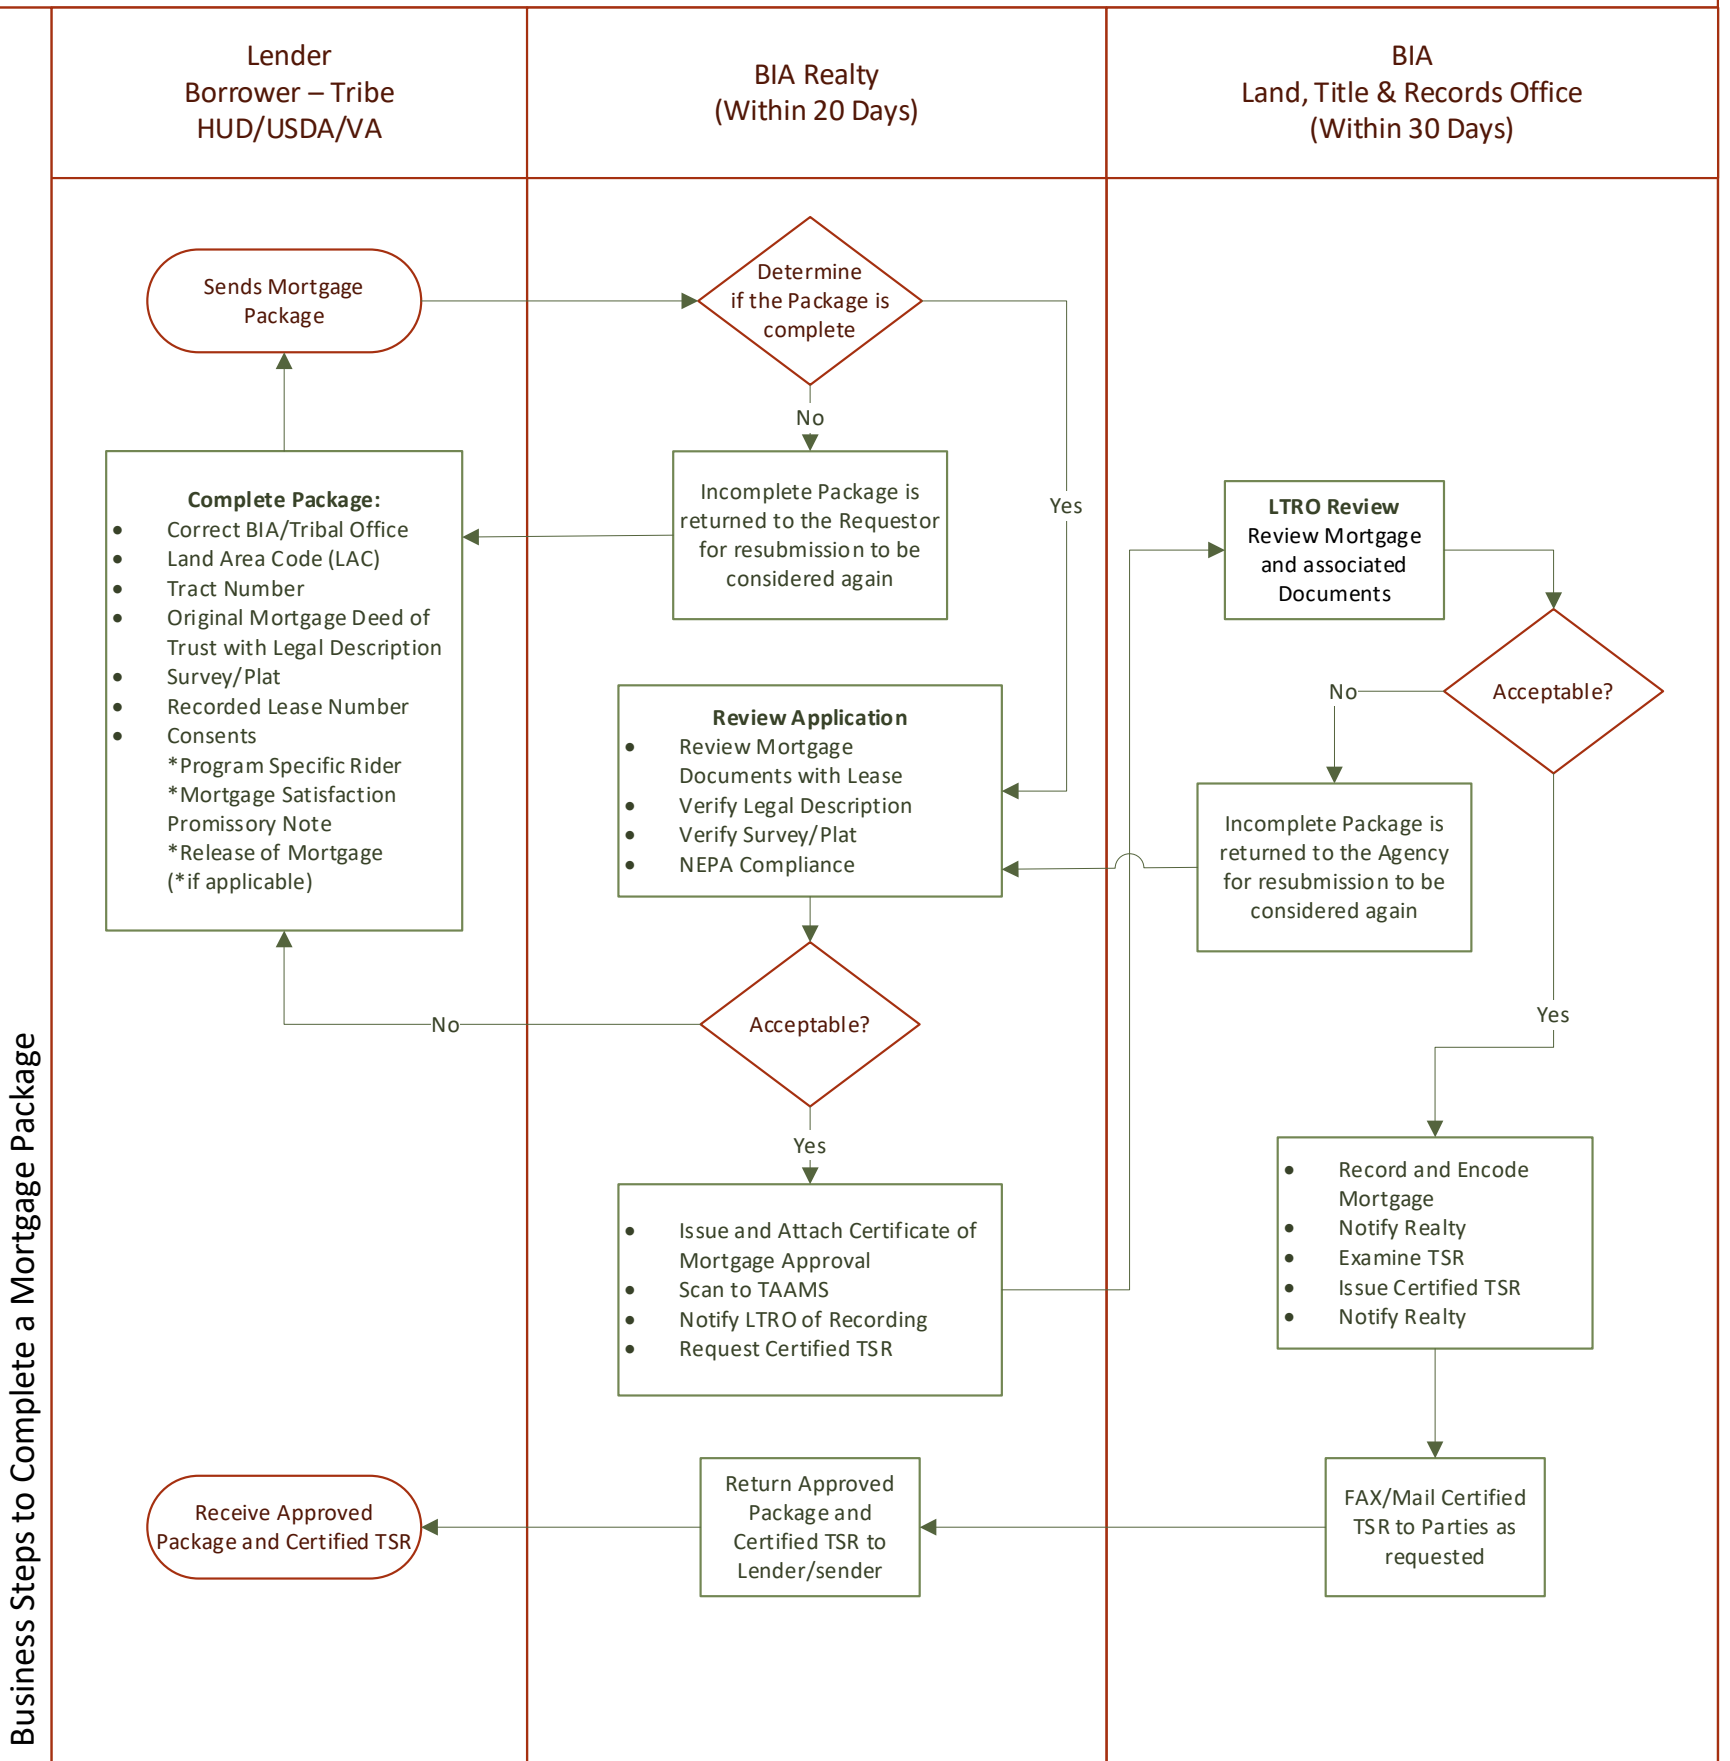 Business Steps to Complete a Mortgage Package
Lender
Borrower – Tribe
HUD/USDA/VA
BIA Realty
(Within 20 Days)
BIA
Land, Title & Records Office
(Within 30 Days)
Sends Mortgage
Package
Determine
if the Package is
complete
No
Yes
Incomplete Package is
returned to the Requestor
for resubmission to be
considered again
Complete Package:
• Correct BIA/Tribal Office
• Land Area Code (LAC)
• Tract Number
• Original Mortgage Deed of
Trust with Legal Description
• Survey/Plat
• Recorded Lease Number
• Consents
*Program Specific Rider
*Mortgage Satisfaction
Promissory Note
*Release of Mortgage
(*if applicable)
Review Application
• Review Mortgage
Documents with Lease
• Verify Legal Description
• Verify Survey/Plat
• NEPA Compliance
Acceptable?
No
Yes
• Issue and Attach Certificate of
Mortgage Approval
• Scan to TAAMS
• Notify LTRO of Recording
• Request Certified TSR
LTRO Review
Review Mortgage
and associated
Documents
Acceptable?
No
Incomplete Package is
returned to the Agency
for resubmission to be
considered again
Yes
• Record and Encode
Mortgage
• Notify Realty
• Examine TSR
• Issue Certified TSR
• Notify Realty
FAX/Mail Certified
TSR to Parties as
requested
Return Approved
Package and
Certified TSR to
Lender/sender
Receive Approved
Package and Certified TSR